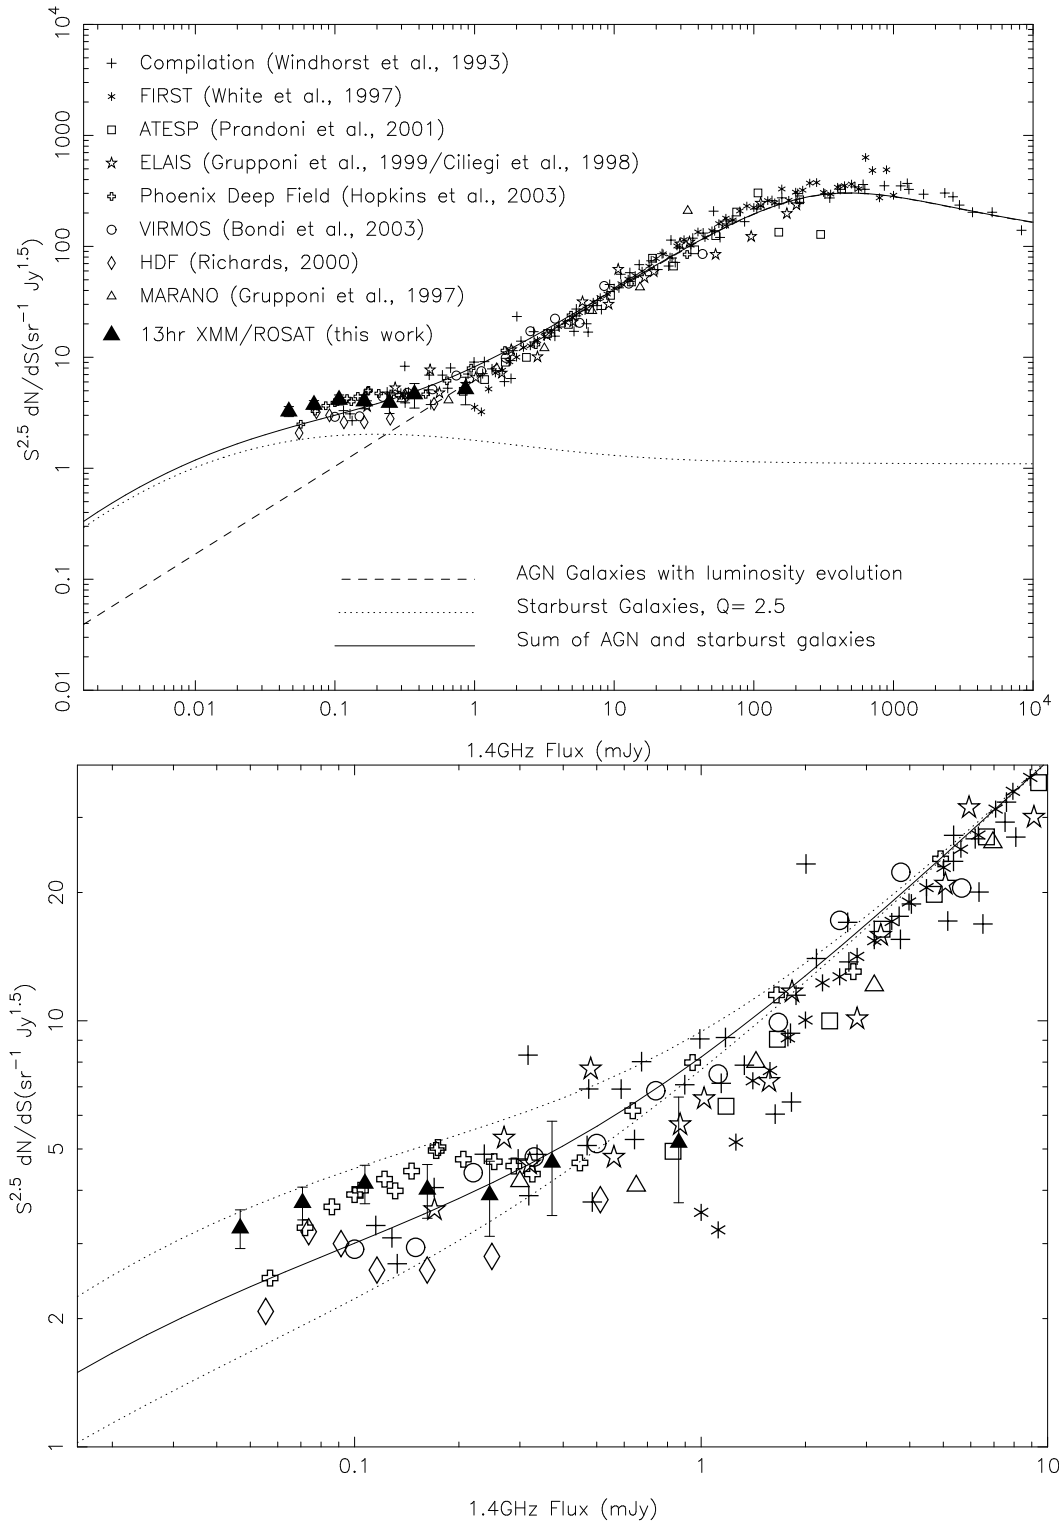 10^4
1000
100
10
1
0.1
0.01
S^2.5 dN/dS(sr^−1 Jy^1.5)
+ Compilation (Windhorst et al., 1993)
* FIRST (White et al., 1997)
□ ATESP (Prandoni et al., 2001)
☆ ELAIS (Grupponi et al., 1999/Ciliegi et al., 1998)
Phoenix Deep Field (Hopkins et al., 2003)
○ VIRMOS (Bondi et al., 2003)
◇ HDF (Richards, 2000)
△ MARANO (Grupponi et al., 1997)
▲ 13hr XMM/ROSAT (this work)
AGN Galaxies with luminosity evolution
Starburst Galaxies, Q= 2.5
Sum of AGN and starburst galaxies
0.01 0.1 1 10 100 1000 10^4
1.4GHz Flux (mJy)
20
10
5
2
1
S^2.5 dN/dS(sr^−1 Jy^1.5)
0.1 1 10
1.4GHz Flux (mJy)